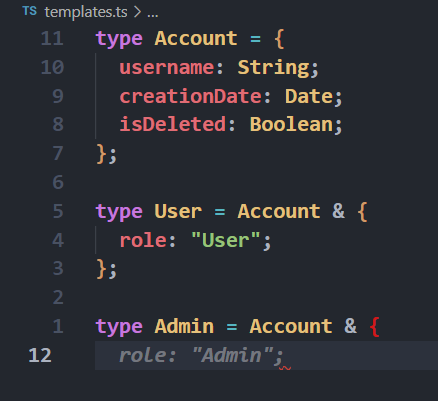 TS templates.ts > ...
11 type Account = {
10 username: String;
9 creationDate: Date;
8 isDeleted: Boolean;
7 };
6
5 type User = Account & {
4 role: "User";
3 };
2
1 type Admin = Account & {
12 role: "Admin";